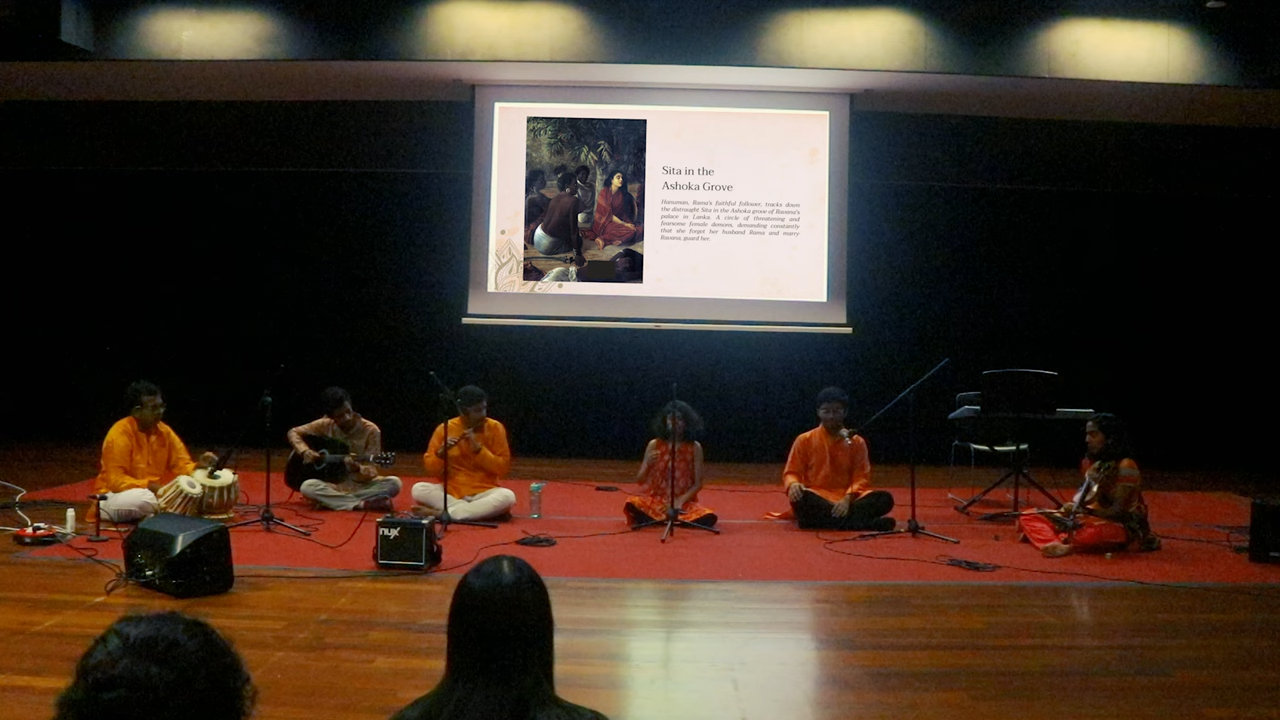 Sita in the
Ashoka Grove
Hanuman, Rama's faithful follower, tracks down
the distraught Sita in the Ashoka grove of Ravana's
palace in Lanka. A circle of threatening and
fearsome female demons, demanding constantly
that she forget her husband Rama and marry
Ravana, guard her.
nux